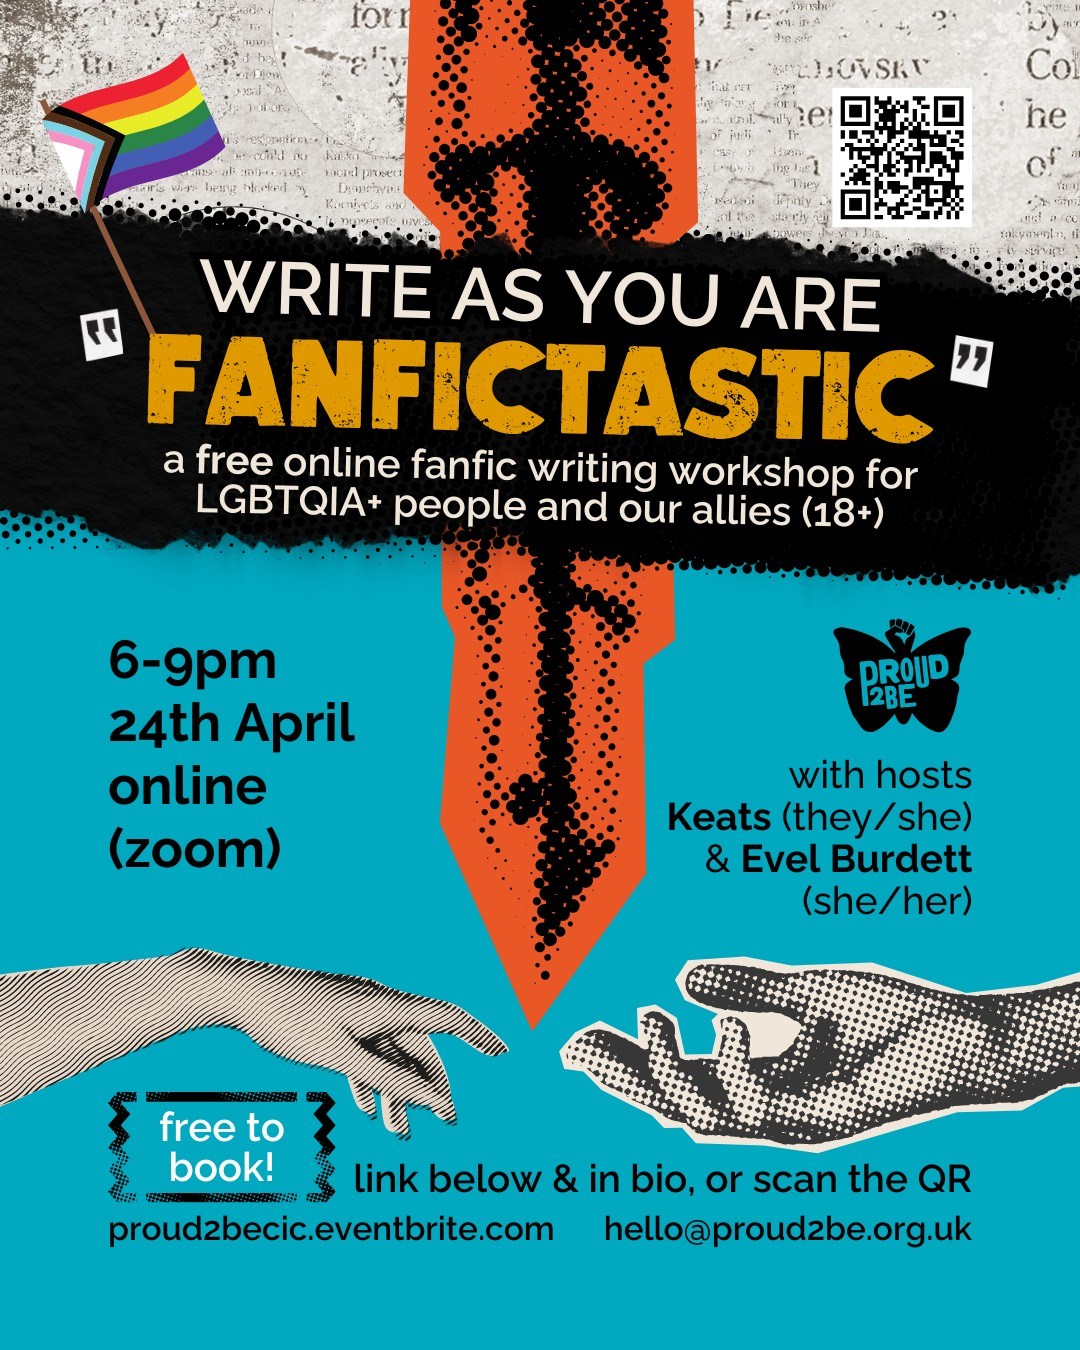 WRITE AS YOU ARE
“FANFICTASTIC”
a free online fanfic writing workshop for
LGBTQIA+ people and our allies (18+)
6-9pm
24th April
online
(zoom)
PROUD
2BE
with hosts
Keats (they/she)
& Evel Burdett
(she/her)
free to
book!
link below & in bio, or scan the QR
proud2becic.eventbrite.com
hello@proud2be.org.uk